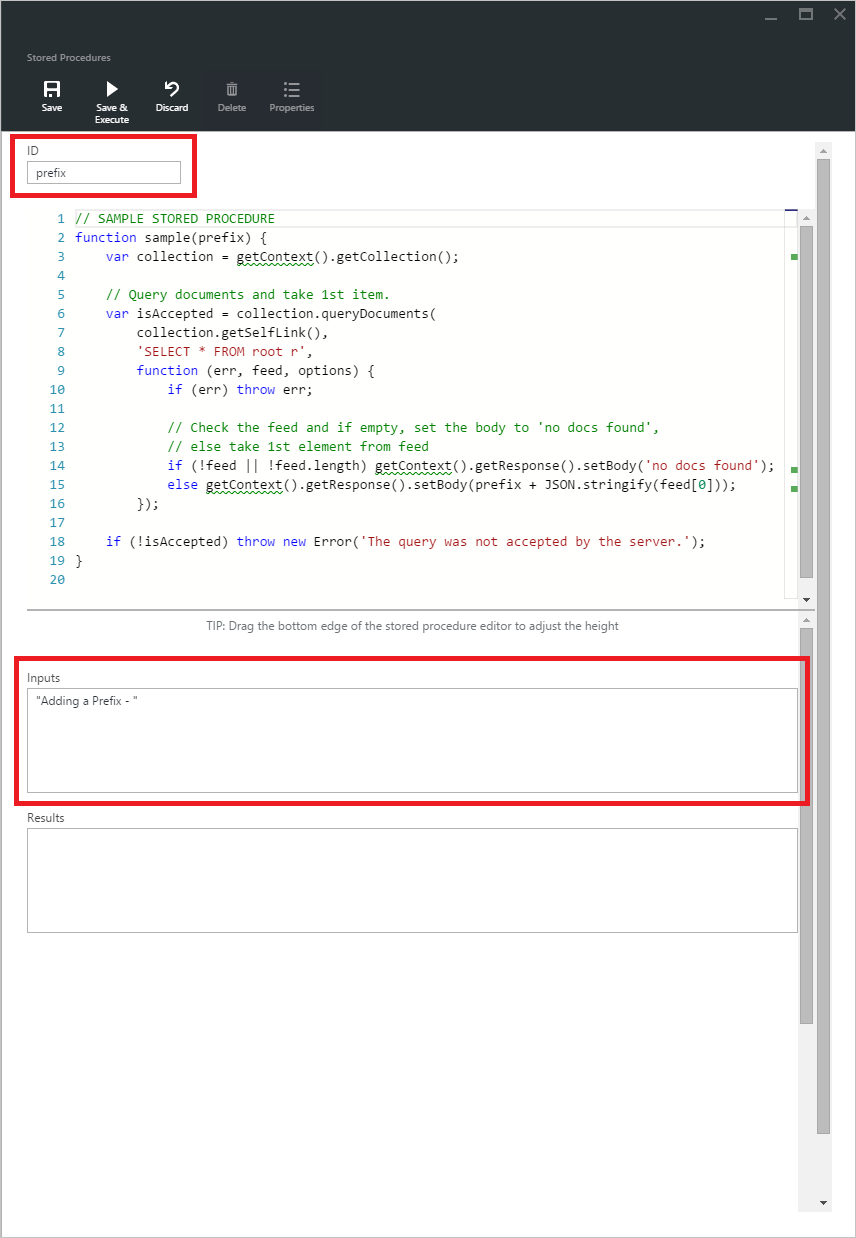 Stored Procedures
Save
Save &
Execute
Discard
Delete
Properties
ID
prefix
1 // SAMPLE STORED PROCEDURE
2 function sample(prefix) {
3     var collection = getContext().getCollection();
4
5     // Query documents and take 1st item.
6     var isAccepted = collection.queryDocuments(
7         collection.getSelfLink(),
8         'SELECT * FROM root r',
9         function (err, feed, options) {
10             if (err) throw err;
11
12             // Check the feed and if empty, set the body to 'no docs found',
13             // else take 1st element from feed
14             if (!feed || !feed.length) getContext().getResponse().setBody('no docs found');
15             else getContext().getResponse().setBody(prefix + JSON.stringify(feed[0]));
16         });
17
18     if (!isAccepted) throw new Error('The query was not accepted by the server.');
19 }
20
TIP: Drag the bottom edge of the stored procedure editor to adjust the height
Inputs
"Adding a Prefix - "
Results